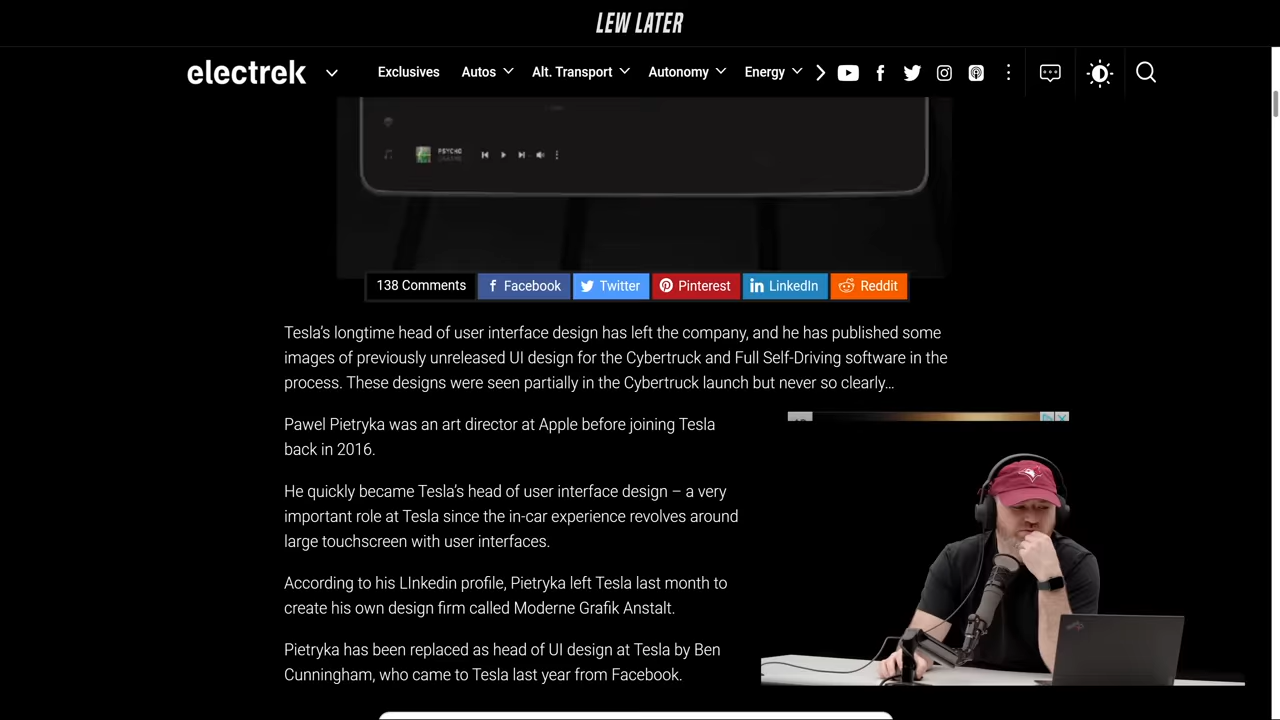 LEW LATER
electrek
Exclusives Autos Alt. Transport Autonomy Energy
PSYCHO
138 Comments Facebook Twitter Pinterest LinkedIn Reddit
Tesla's longtime head of user interface design has left the company, and he has published some
images of previously unreleased UI design for the Cybertruck and Full Self-Driving software in the
process. These designs were seen partially in the Cybertruck launch but never so clearly…
Pawel Pietryka was an art director at Apple before joining Tesla
back in 2016.
He quickly became Tesla's head of user interface design – a very
important role at Tesla since the in-car experience revolves around
large touchscreen with user interfaces.
According to his LInkedin profile, Pietryka left Tesla last month to
create his own design firm called Moderne Grafik Anstalt.
Pietryka has been replaced as head of UI design at Tesla by Ben
Cunningham, who came to Tesla last year from Facebook.